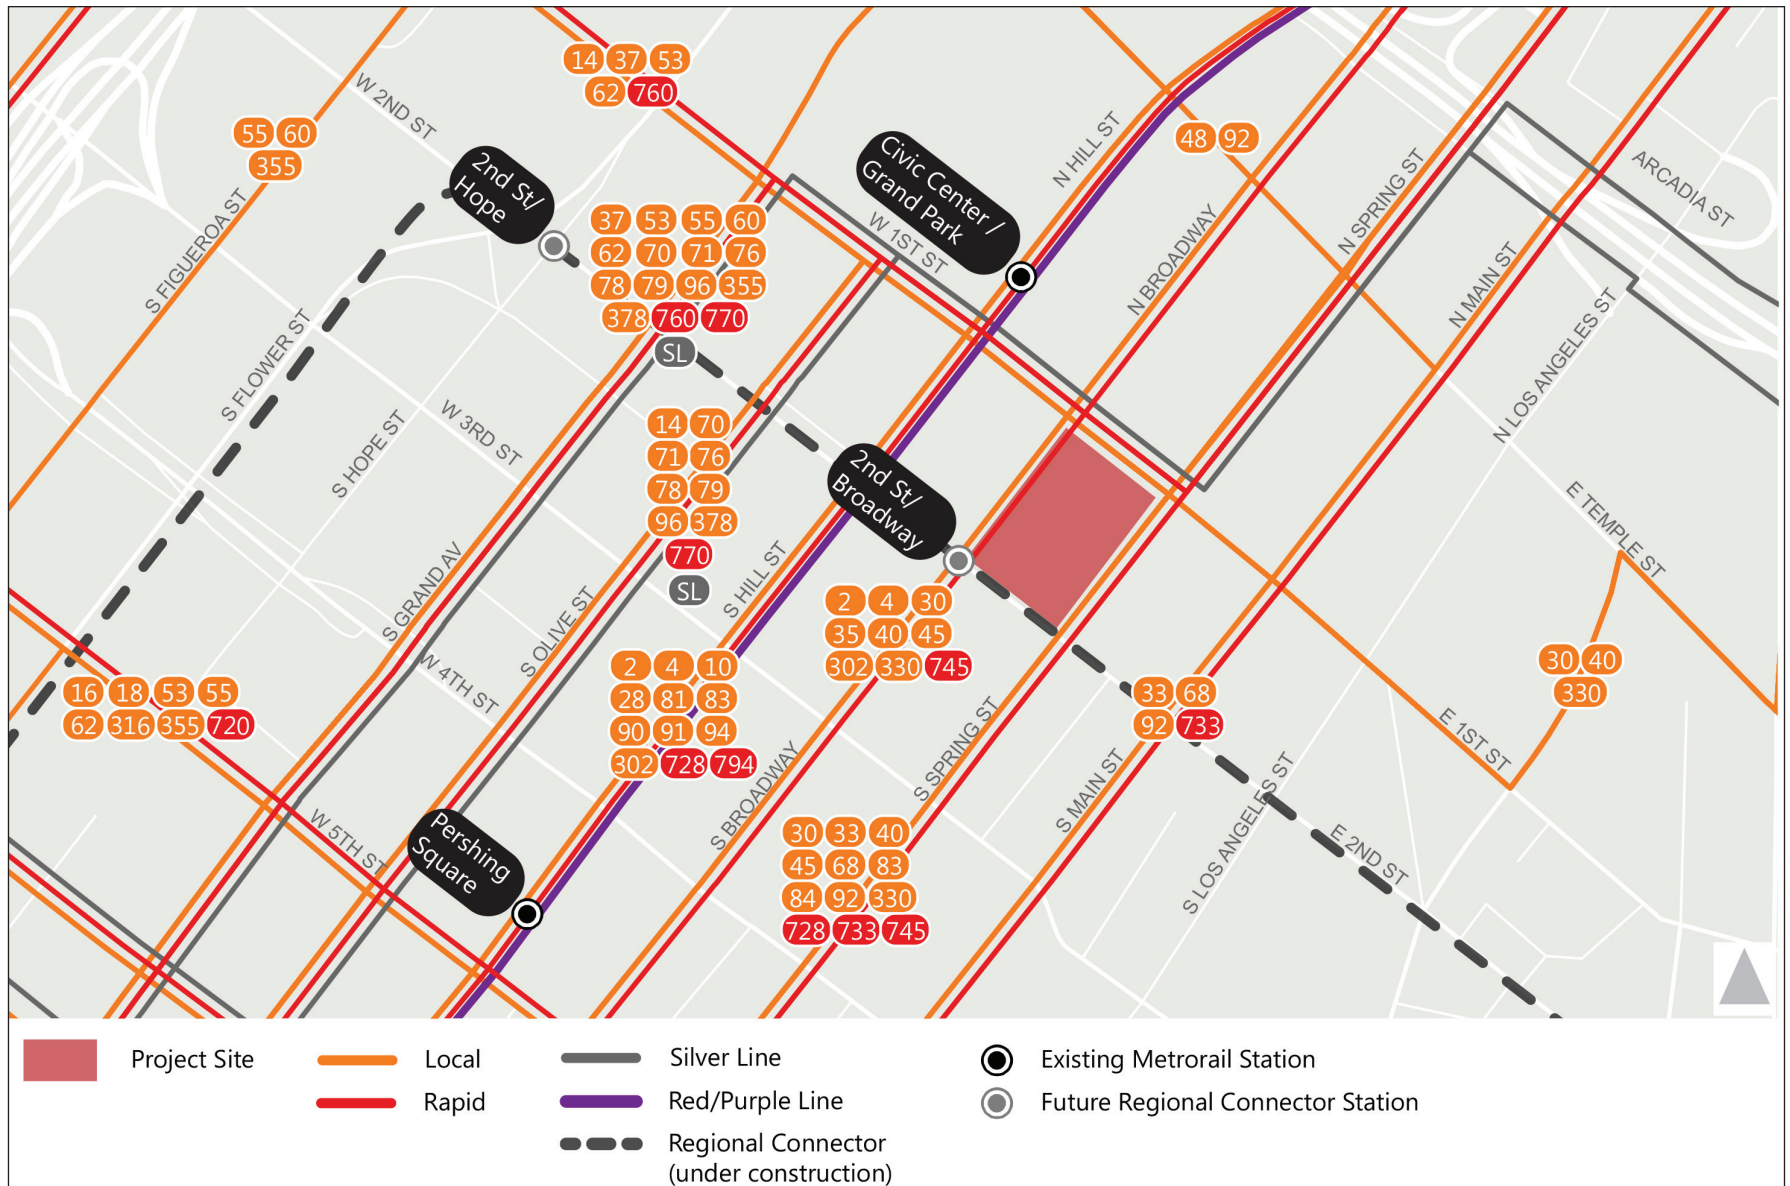 14 37 53
62 760
55 60
355
W 2ND ST
2nd St/
Hope
Civic Center /
Grand Park
N HILL ST
48 92
ARCADIA ST
N SPRING ST
N BROADWAY
N MAIN ST
W 1ST ST
S FIGUEROA ST
37 53 55 60
62 70 71 76
78 79 96 355
378 760 770
SL
S FLOWER ST
N LOS ANGELES ST
W 3RD ST
S HOPE ST
14 70
71 76
78 79
96 378
770
SL
2nd St/
Broadway
E TEMPLE ST
S GRAND AV
S OLIVE ST
S HILL ST
2 4 30
35 40 45
302 330 745
30 40
330
W 4TH ST
16 18 53 55
62 316 355 720
2 4 10
28 81 83
90 91 94
302 728 794
33 68
92 733
E 1ST ST
S SPRING ST
S BROADWAY
S MAIN ST
S LOS ANGELES ST
E 2ND ST
W 5TH ST
Pershing
Square
30 33 40
45 68 83
84 92 330
728 733 745
Project Site
Local
Rapid
Silver Line
Red/Purple Line
Regional Connector
(under construction)
Existing Metrorail Station
Future Regional Connector Station